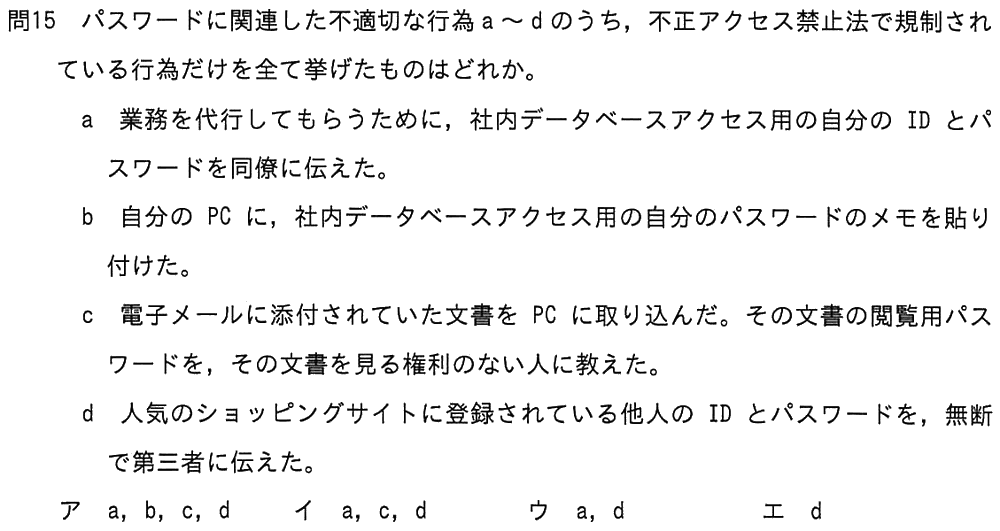 問15 パスワードに関連した不適切な行為a～dのうち，不正アクセス禁止法で規制され
ている行為だけを全て挙げたものはどれか。
a 業務を代行してもらうために，社内データベースアクセス用の自分の ID とパ
スワードを同僚に伝えた。
b 自分の PC に，社内データベースアクセス用の自分のパスワードのメモを貼り
付けた。
c 電子メールに添付されていた文書を PC に取り込んだ。その文書の閲覧用パス
ワードを，その文書を見る権利のない人に教えた。
d 人気のショッピングサイトに登録されている他人の ID とパスワードを，無断
で第三者に伝えた。
ア a, b, c, d イ a, c, d ウ a, d エ d